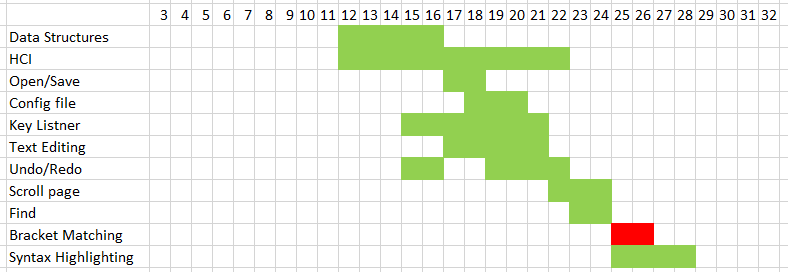 3 4 5 6 7 8 9 10 11 12 13 14 15 16 17 18 19 20 21 22 23 24 25 26 27 28 29 30 31 32
Data Structures
HCI
Open/Save
Config file
Key Listner
Text Editing
Undo/Redo
Scroll page
Find
Bracket Matching
Syntax Highlighting